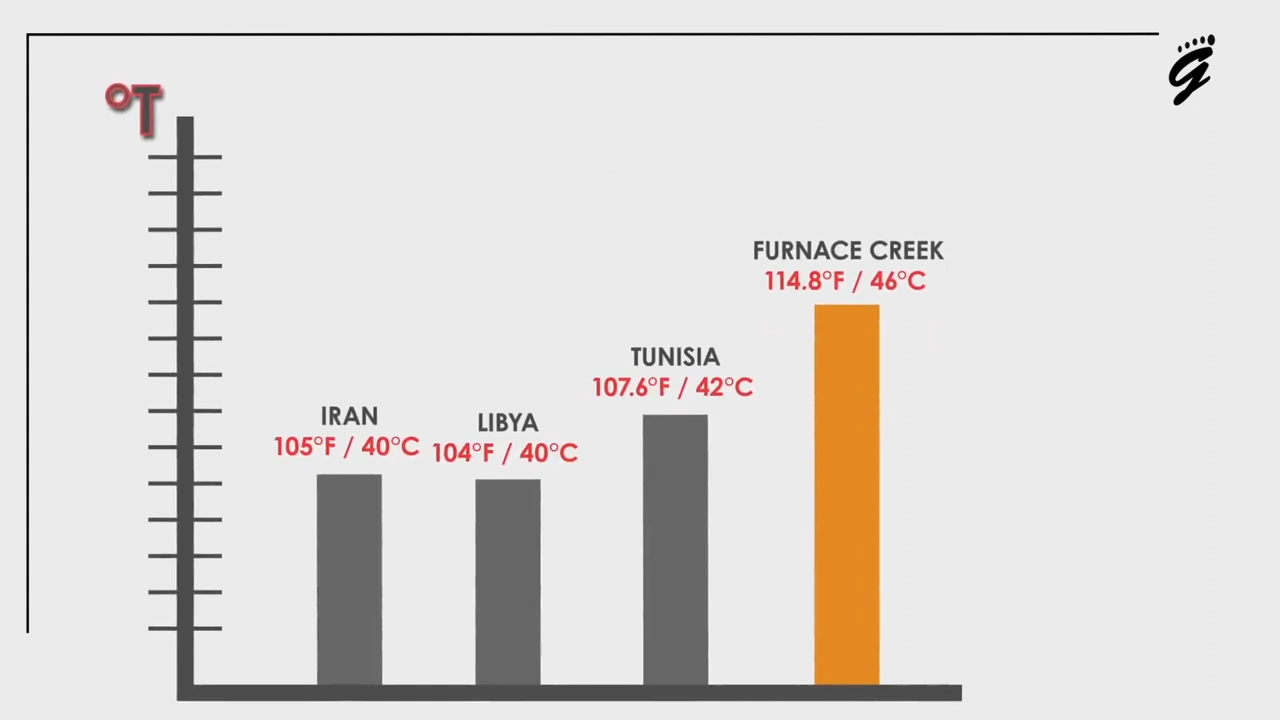 °T
FURNACE CREEK
114.8°F / 46°C
TUNISIA
107.6°F / 42°C
IRAN
105°F / 40°C
LIBYA
104°F / 40°C
g